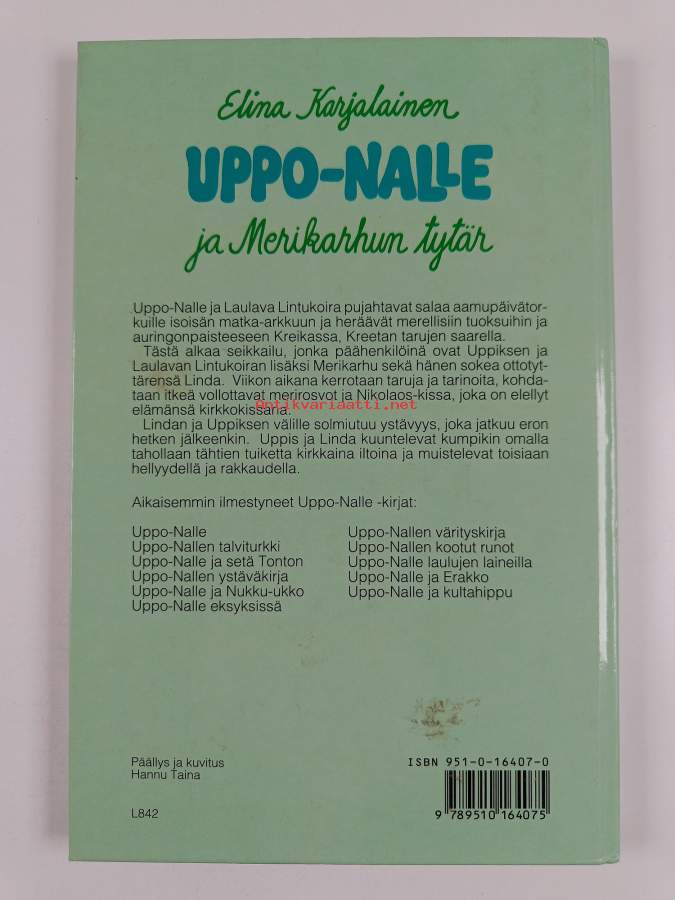 Elina Karjalainen
UPPO-NALLE
ja Merikarhun tytär
Uppo-Nalle ja Laulava Lintukoira pujahtavat salaa aamupäivätor-
kuille isoisän matka-arkkuun ja heräävät merellisiin tuoksuihin ja
auringonpaisteeseen Kreikassa, Kreetan tarujen saarella.
Tästä alkaa seikkailu, jonka päähenkilöinä ovat Uppiksen ja
Laulavan Lintukoiran lisäksi Merikarhu sekä hänen sokea ottotyt-
tärensä Linda. Viikon aikana kerrotaan taruja ja tarinoita, kohda-
taan itkeä vollottavat merirosvot ja Nikolaos-kissa, joka on elellyt
antikvariaatti.net
elämänsä kirkkokissana.
Lindan ja Uppiksen välille solmiutuu ystävyys, joka jatkuu eron
hetken jälkeenkin. Uppis ja Linda kuuntelevat kumpikin omalla
tahollaan tähtien tuiketta kirkkaina iltoina ja muistelevat toisiaan
hellyydellä ja rakkaudella.
Aikaisemmin ilmestyneet Uppo-Nalle -kirjat:
Uppo-Nalle
Uppo-Nallen talviturkki
Uppo-Nalle ja setä Tonton
Uppo-Nallen ystäväkirja
Uppo-Nalle ja Nukku-ukko
Uppo-Nalle eksyksissä
Uppo-Nallen värityskirja
Uppo-Nallen kootut runot
Uppo-Nalle laulujen laineilla
Uppo-Nalle ja Erakko
Uppo-Nalle ja kultahippu
Päällys ja kuvitus
Hannu Taina
L842
ISBN 951-0-16407-0
9 789510 164075